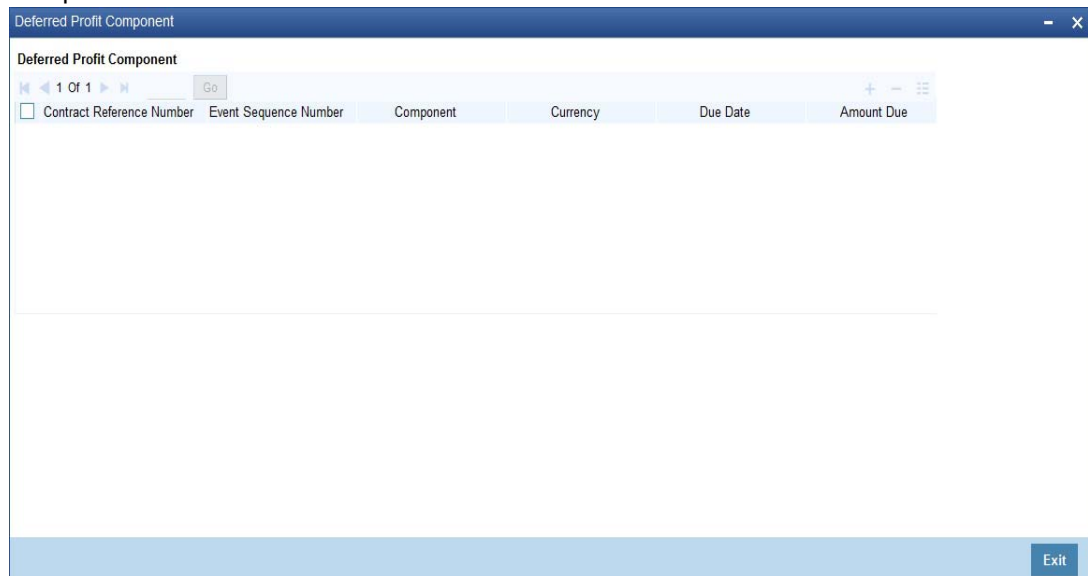 Deferred Profit Component
Deferred Profit Component
1 Of 1 Go
Contract Reference Number Event Sequence Number Component Currency Due Date Amount Due
Exit